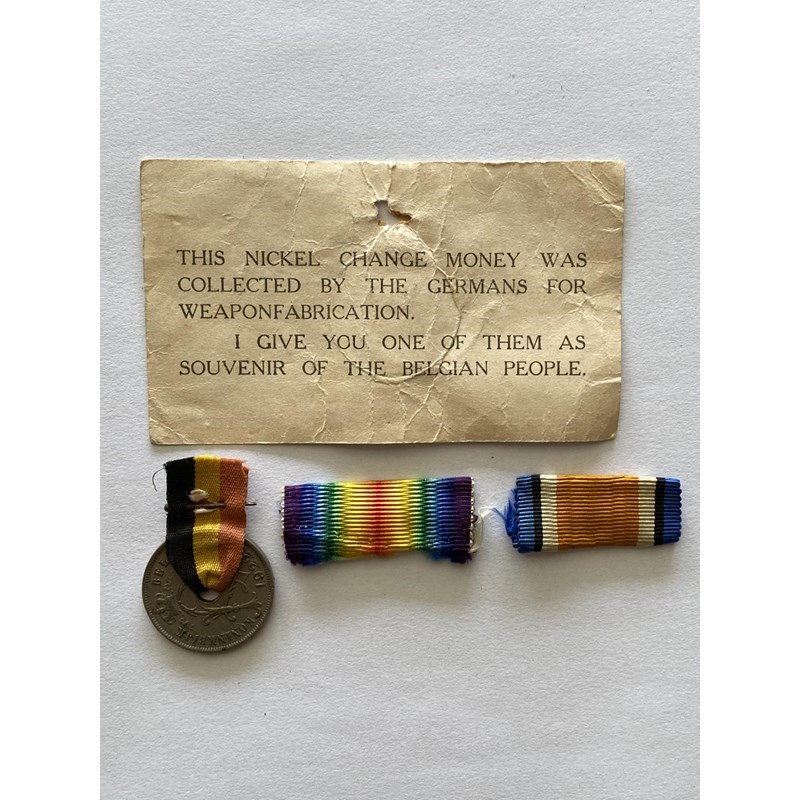 THIS NICKEL CHANGE MONEY WAS
COLLECTED BY THE GERMANS FOR
WEAPONFABRICATION.
I GIVE YOU ONE OF THEM AS
SOUVENIR OF THE BELGIAN PEOPLE.